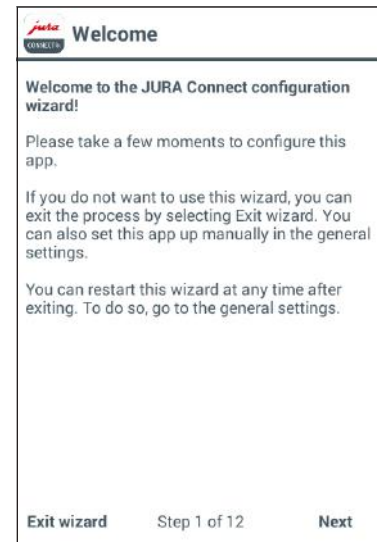 jura
CONNECT
Welcome
Welcome to the JURA Connect configuration
wizard!
Please take a few moments to configure this
app.
If you do not want to use this wizard, you can
exit the process by selecting Exit wizard. You
can also set this app up manually in the general
settings.
You can restart this wizard at any time after
exiting. To do so, go to the general settings.
Exit wizard Step 1 of 12 Next